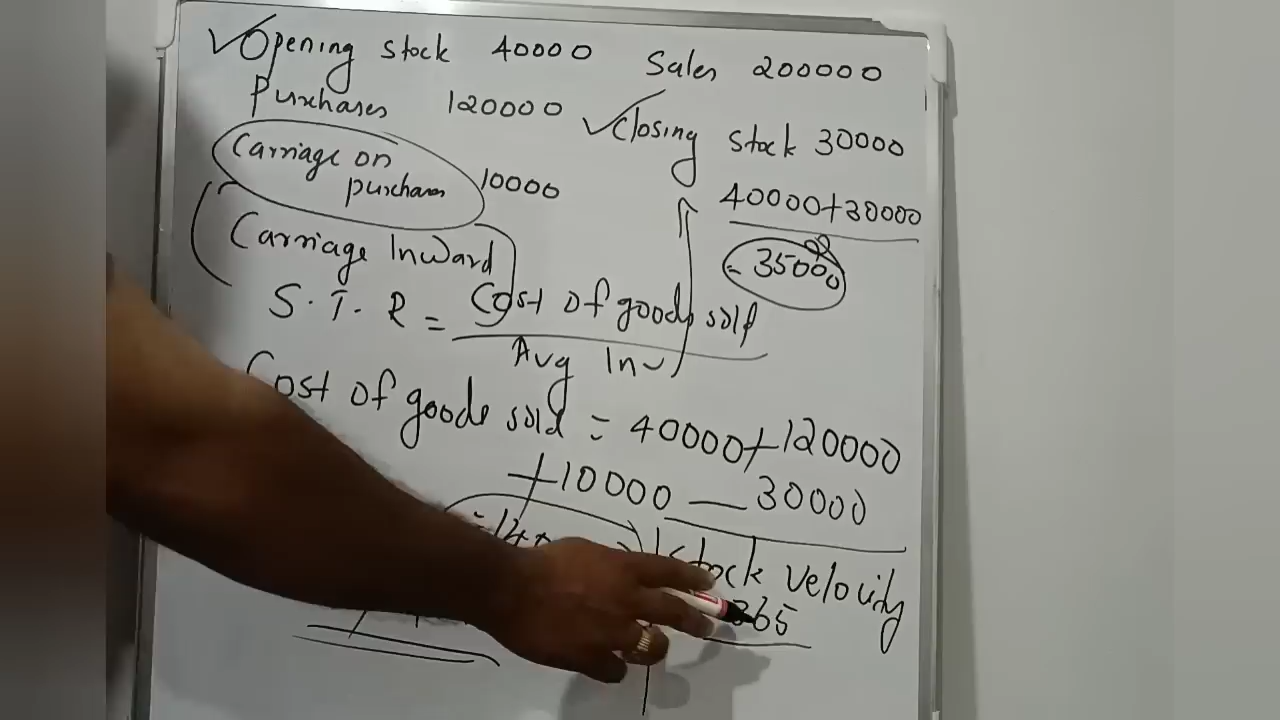 Opening stock 40000 Sales 200000
Purchases 120000 Closing stock 30000
Carriage on
purchases 10000
40000+30000
Carriage Inward
= 35000
S.T.R = Cost of goods sold
Avg Inv
Cost of goods sold = 40000+120000
+10000 — 30000
Stock velocity
365